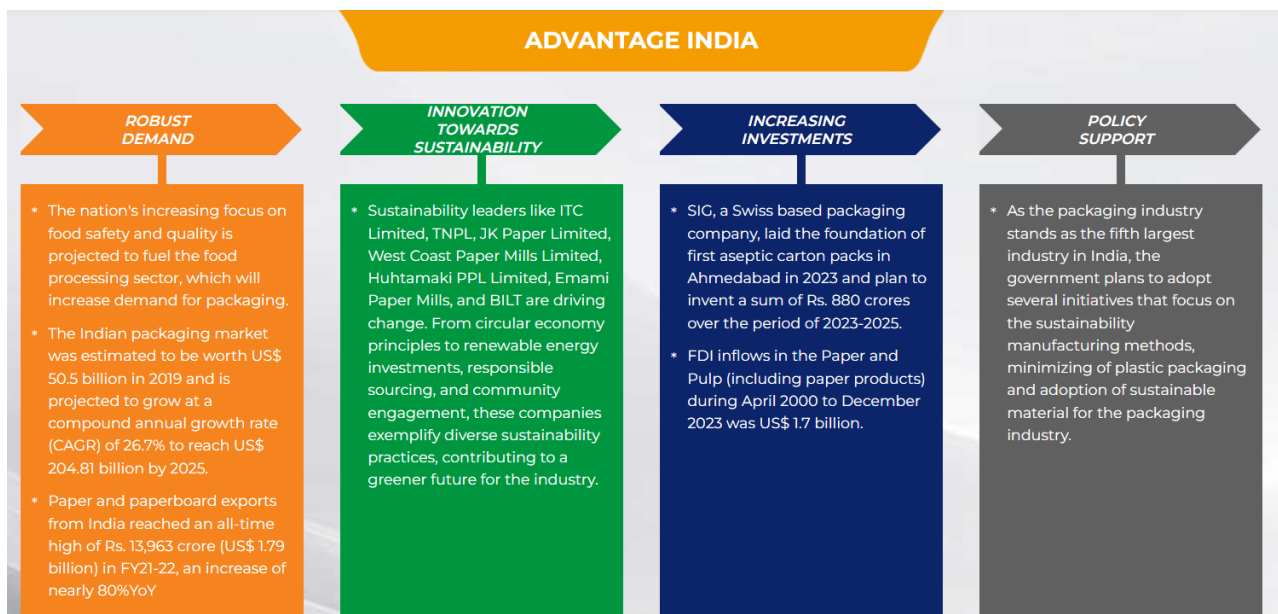 ADVANTAGE INDIA
ROBUST
DEMAND
* The nation's increasing focus on
food safety and quality is
projected to fuel the food
processing sector, which will
increase demand for packaging.
* The Indian packaging market
was estimated to be worth US$
50.5 billion in 2019 and is
projected to grow at a
compound annual growth rate
(CAGR) of 26.7% to reach US$
204.81 billion by 2025.
* Paper and paperboard exports
from India reached an all-time
high of Rs. 13,963 crore (US$ 1.79
billion) in FY21-22, an increase of
nearly 80%YoY
INNOVATION
TOWARDS
SUSTAINABILITY
* Sustainability leaders like ITC
Limited, TNPL, JK Paper Limited,
West Coast Paper Mills Limited,
Huhtamaki PPL Limited, Emami
Paper Mills, and BILT are driving
change. From circular economy
principles to renewable energy
investments, responsible
sourcing, and community
engagement, these companies
exemplify diverse sustainability
practices, contributing to a
greener future for the industry.
INCREASING
INVESTMENTS
* SIG, a Swiss based packaging
company, laid the foundation of
first aseptic carton packs in
Ahmedabad in 2023 and plan to
invent a sum of Rs. 880 crores
over the period of 2023-2025.
* FDI inflows in the Paper and
Pulp (including paper products)
during April 2000 to December
2023 was US$ 1.7 billion.
POLICY
SUPPORT
* As the packaging industry
stands as the fifth largest
industry in India, the
government plans to adopt
several initiatives that focus on
the sustainability
manufacturing methods,
minimizing of plastic packaging
and adoption of sustainable
material for the packaging
industry.